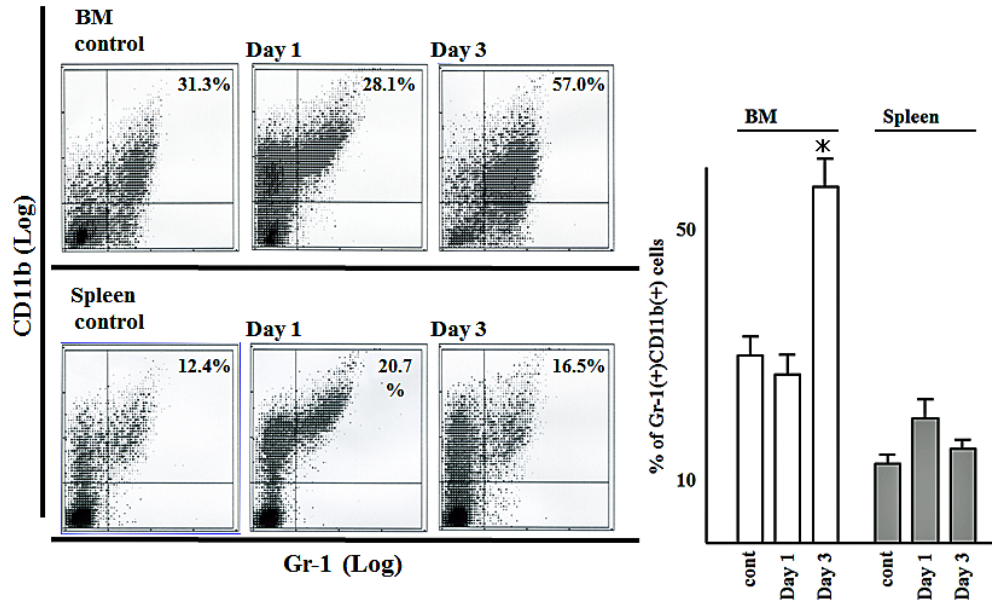 BM
control
Day 1
Day 3
31.3%
28.1%
57.0%
Spleen
control
Day 1
Day 3
12.4%
20.7
%
16.5%
CD11b (Log)
Gr-1 (Log)
BM
Spleen
*
50
10
% of Gr-1(+)CD11b(+) cells
cont
Day 1
Day 3
cont
Day 1
Day 3